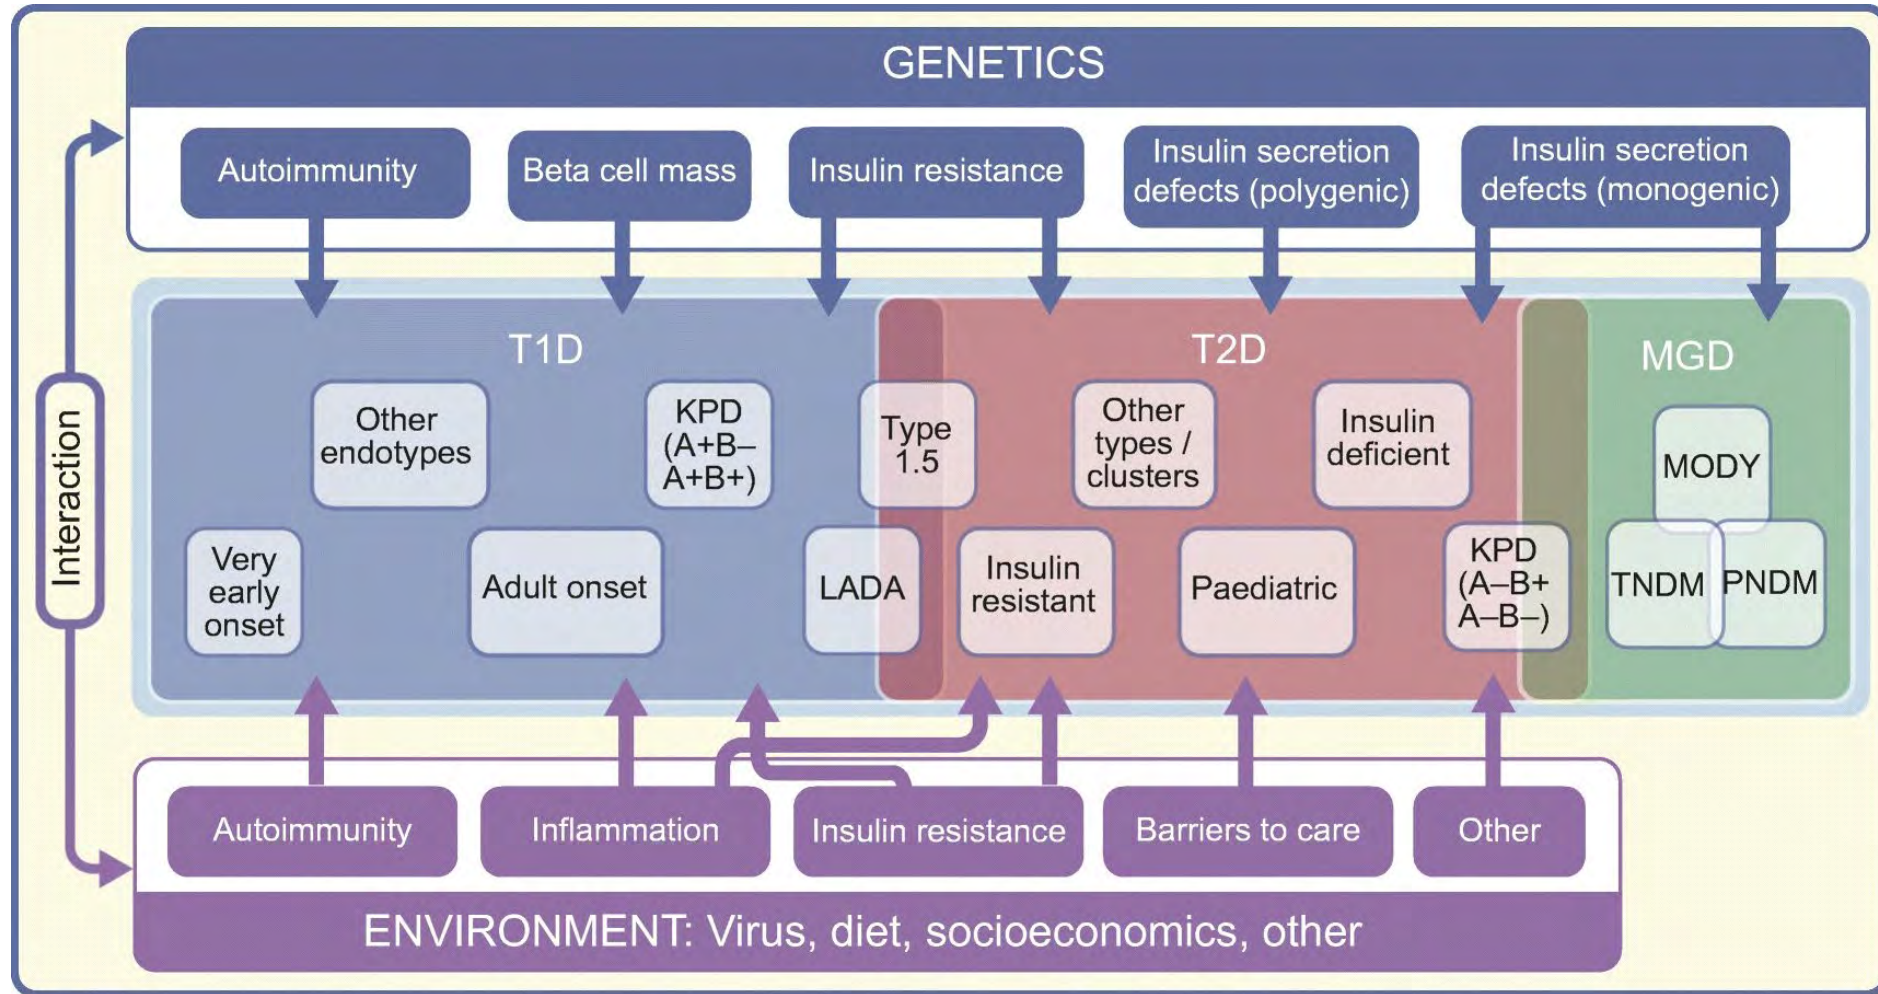 GENETICS
Autoimmunity
Beta cell mass
Insulin resistance
Insulin secretion
defects (polygenic)
Insulin secretion
defects (monogenic)
Interaction
T1D
T2D
MGD
Other
endotypes
KPD
(A+B–
A+B+)
Type
1.5
Other
types /
clusters
Insulin
deficient
MODY
Very
early
onset
Adult onset
LADA
Insulin
resistant
Paediatric
KPD
(A–B+
A–B–)
TNDM
PNDM
Autoimmunity
Inflammation
Insulin resistance
Barriers to care
Other
ENVIRONMENT: Virus, diet, socioeconomics, other